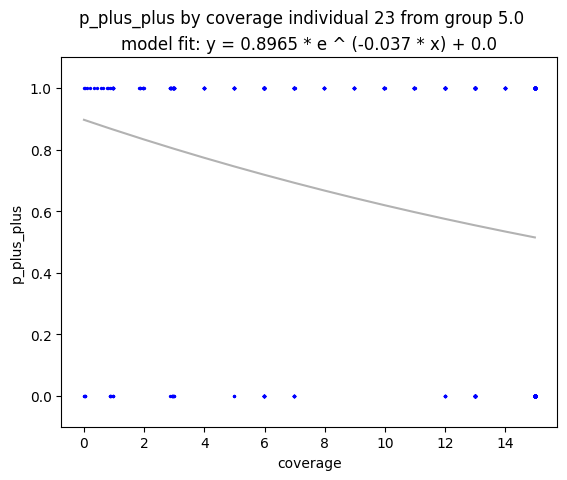 p_plus_plus by coverage individual 23 from group 5.0
model fit: y = 0.8965 * e ^ (-0.037 * x) + 0.0
p_plus_plus
1.0
0.8
0.6
0.4
0.2
0.0
0 2 4 6 8 10 12 14
coverage